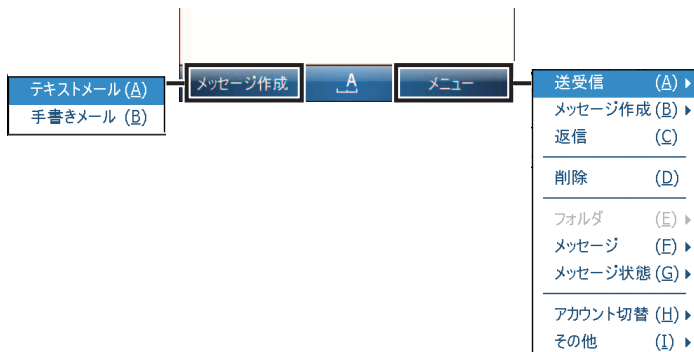 テキストメール(A)
手書きメール (B)
メッセージ作成
A
メニュー
送受信 (A)
メッセージ作成 (B)
返信 (C)
削除 (D)
フォルダ (E)
メッセージ (F)
メッセージ状態 (G)
アカウント切替 (H)
その他 (I)